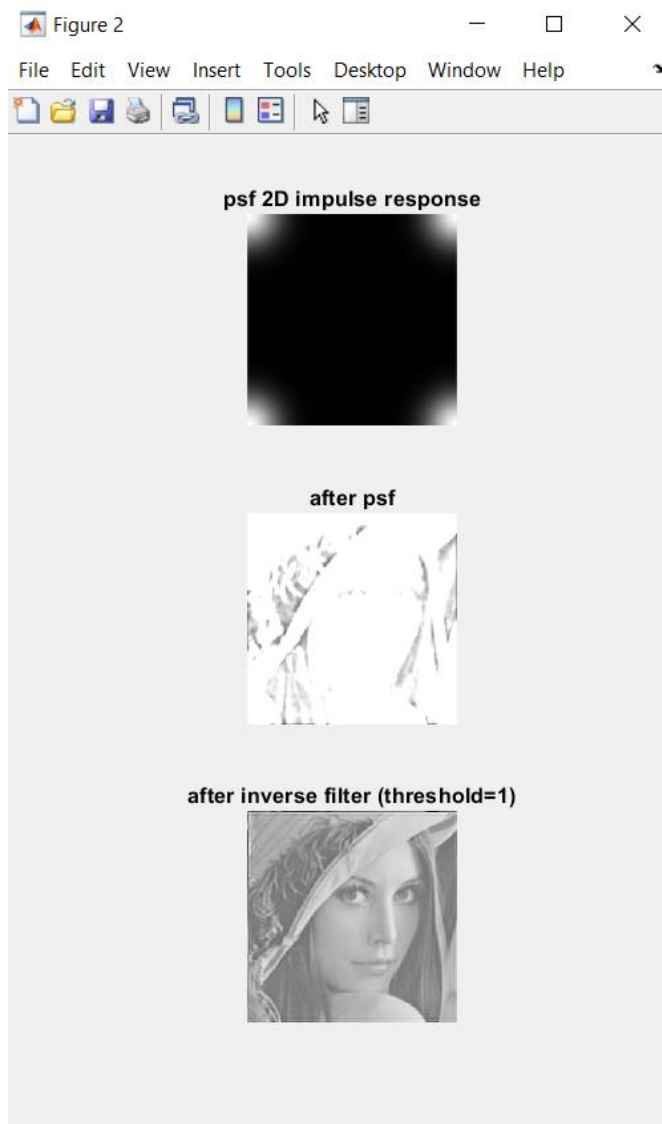 Figure 2
File Edit View Insert Tools Desktop Window Help
psf 2D impulse response
after psf
after inverse filter (threshold=1)